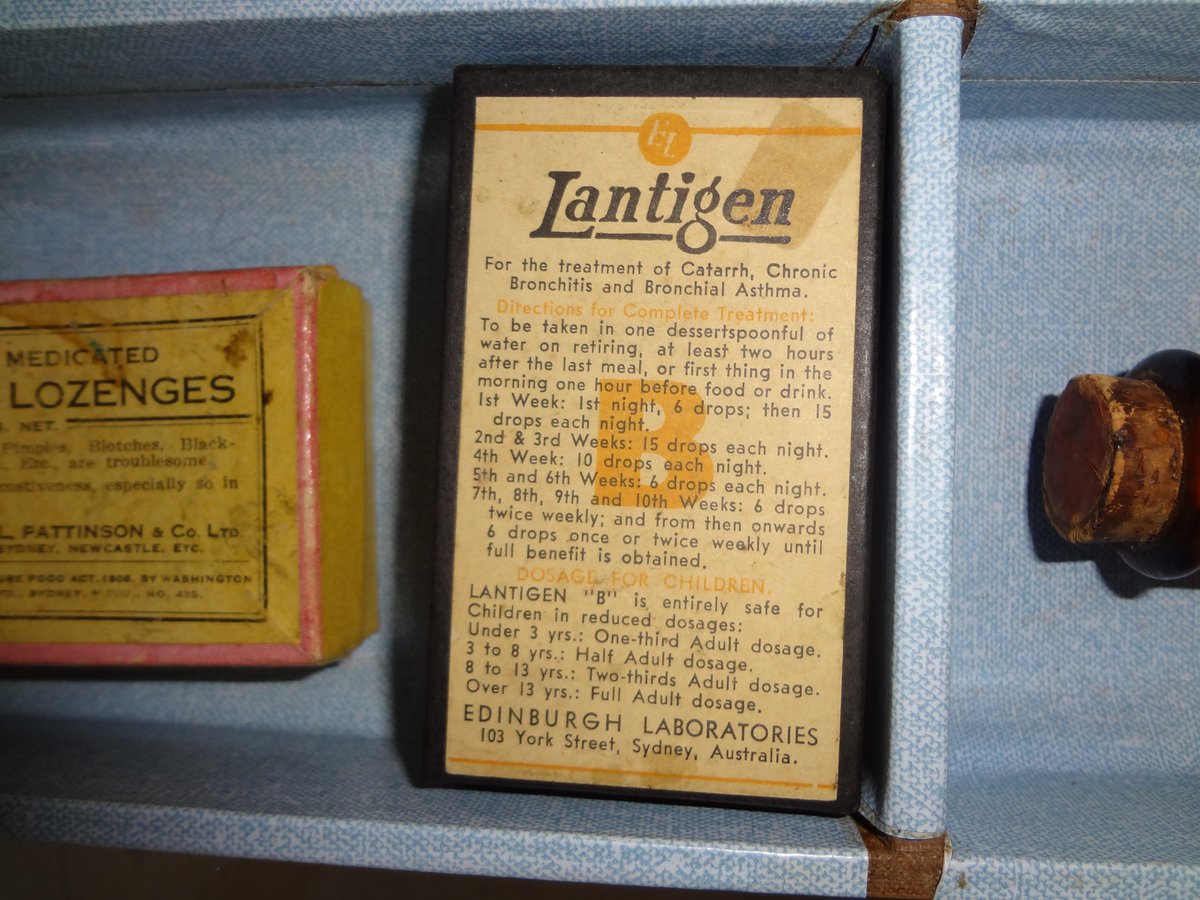 MEDICATED
LOZENGES
NET.
Pimples, Blotches, Black-
Etc., are troublesome,
especially so in
PATTINSON & Co. LTD
SYDNEY, NEWCASTLE, ETC.
FOOD ACT, 1908, BY WASHINGTON
SYDNEY, NO.
EL
Lantigen
For the treatment of Catarrh, Chronic
Bronchitis and Bronchial Asthma.
Directions for Complete Treatment:
To be taken in one dessertspoonful of
water on retiring, at least two hours
after the last meal, or first thing in the
morning one hour before food or drink.
1st Week: 1st night, 6 drops; then 15
drops each night.
2nd & 3rd Weeks: 15 drops each night.
4th Week: 10 drops each night.
5th and 6th Weeks: 6 drops each night.
7th, 8th, 9th and 10th Weeks: 6 drops
twice weekly; and from then onwards
6 drops once or twice weekly until
full benefit is obtained.
B
DOSAGE FOR CHILDREN.
LANTIGEN "B" is entirely safe for
Children in reduced dosages:
Under 3 yrs.: One-third Adult dosage.
3 to 8 yrs.: Half Adult dosage.
8 to 13 yrs.: Two-thirds Adult dosage.
Over 13 yrs.: Full Adult dosage.
EDINBURGH LABORATORIES
103 York Street, Sydney, Australia.